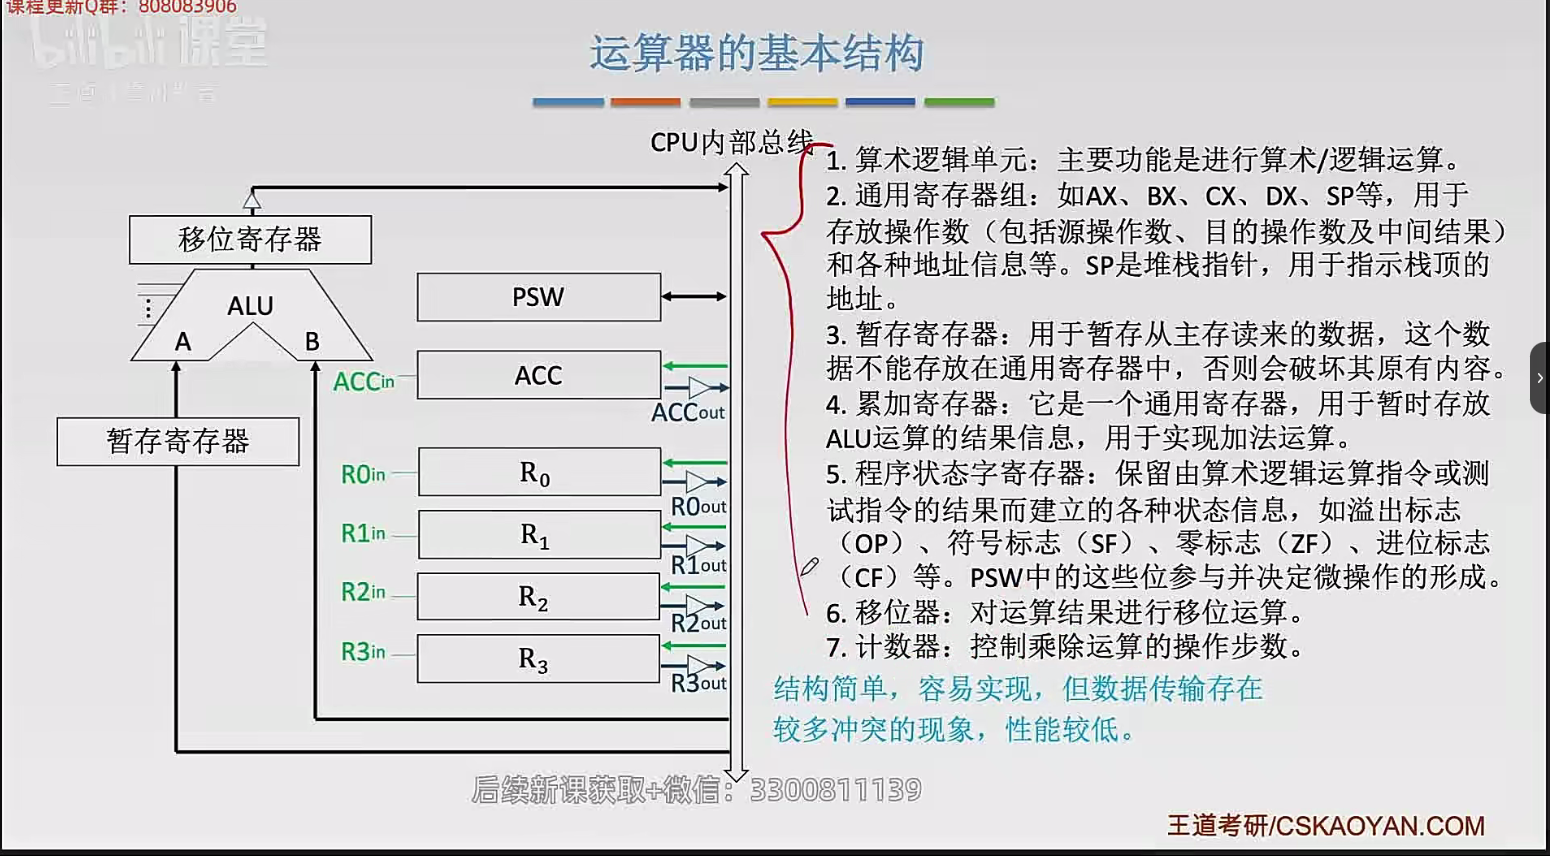 课程更新Q群：808083906
bilibili课堂
运算器的基本结构
CPU内部总线
移位寄存器
ALU
A
B
暂存寄存器
PSW
ACC
ACCin
ACCout
R0in
R0
R0out
R1in
R1
R1out
R2in
R2
R2out
R3in
R3
R3out
1. 算术逻辑单元：主要功能是进行算术/逻辑运算。
2. 通用寄存器组：如AX、BX、CX、DX、SP等，用于
存放操作数（包括源操作数、目的操作数及中间结果）
和各种地址信息等。SP是堆栈指针，用于指示栈顶的
地址。
3. 暂存寄存器：用于暂存从主存读来的数据，这个数
据不能存放在通用寄存器中，否则会破坏其原有内容。
4. 累加寄存器：它是一个通用寄存器，用于暂时存放
ALU运算的结果信息，用于实现加法运算。
5. 程序状态字寄存器：保留由算术逻辑运算指令或测
试指令的结果而建立的各种状态信息，如溢出标志
（OP）、符号标志（SF）、零标志（ZF）、进位标志
（CF）等。PSW中的这些位参与并决定微操作的形成。
6. 移位器：对运算结果进行移位运算。
7. 计数器：控制乘除运算的操作步数。
结构简单，容易实现，但数据传输存在
较多冲突的现象，性能较低。
后续新课获取+微信：3300811139
王道考研/CSKAOYAN.COM